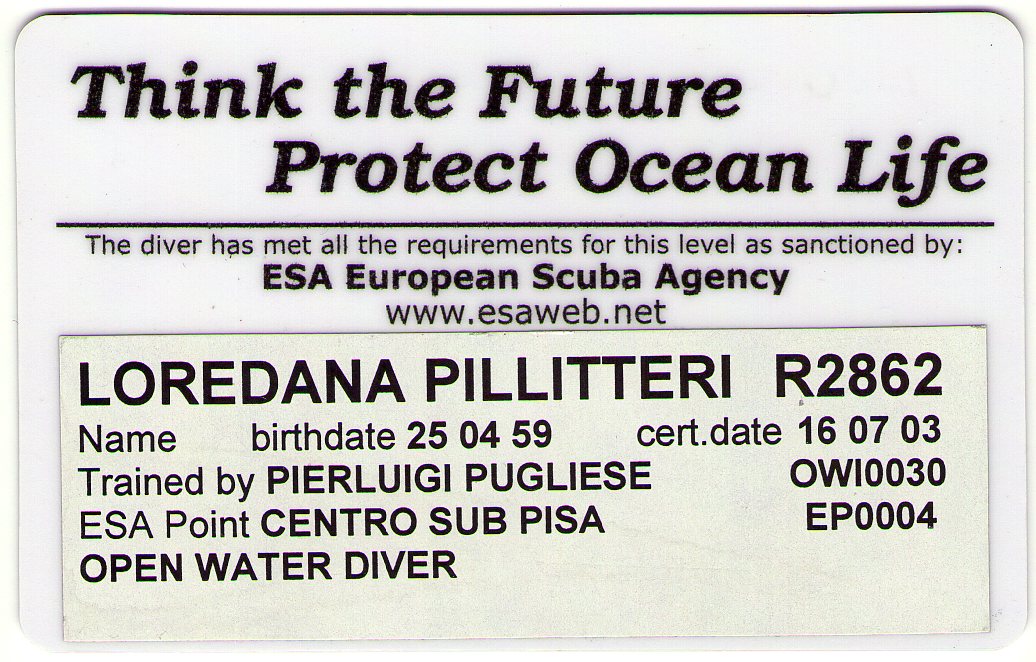 Think the Future
Protect Ocean Life
The diver has met all the requirements for this level as sanctioned by:
ESA European Scuba Agency
www.esaweb.net
LOREDANA PILLITTERI R2862
Name birthdate 25 04 59 cert.date 16 07 03
Trained by PIERLUIGI PUGLIESE OWI0030
ESA Point CENTRO SUB PISA EP0004
OPEN WATER DIVER